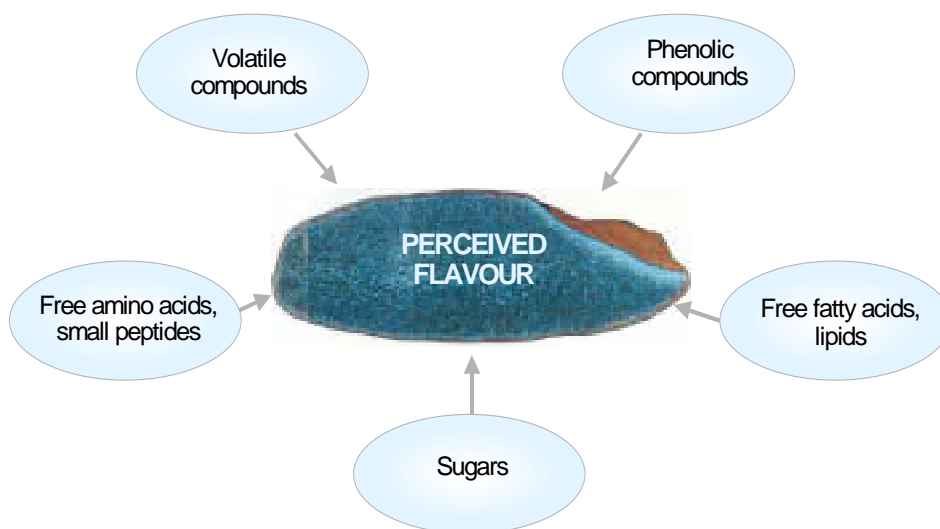 Volatile
compounds
Phenolic
compounds
PERCEIVED
FLAVOUR
Free amino acids,
small peptides
Free fatty acids,
lipids
Sugars